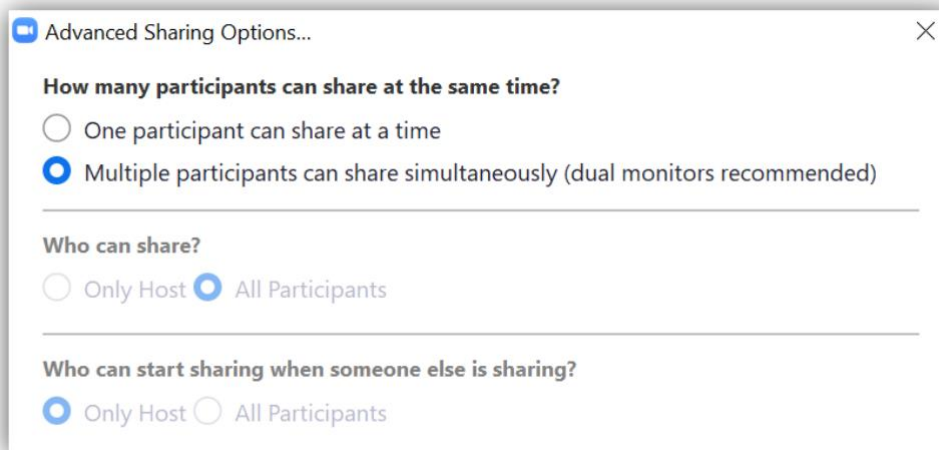 Advanced Sharing Options...
How many participants can share at the same time?
One participant can share at a time
Multiple participants can share simultaneously (dual monitors recommended)
Who can share?
Only Host All Participants
Who can start sharing when someone else is sharing?
Only Host All Participants